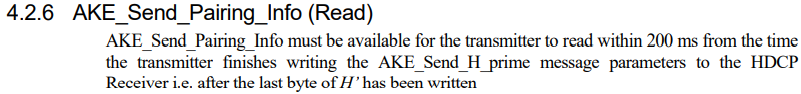 4.2.6 AKE_Send_Pairing_Info (Read)
AKE_Send_Pairing_Info must be available for the transmitter to read within 200 ms from the time
the transmitter finishes writing the AKE_Send_H_prime message parameters to the HDCP
Receiver i.e. after the last byte of H’ has been written